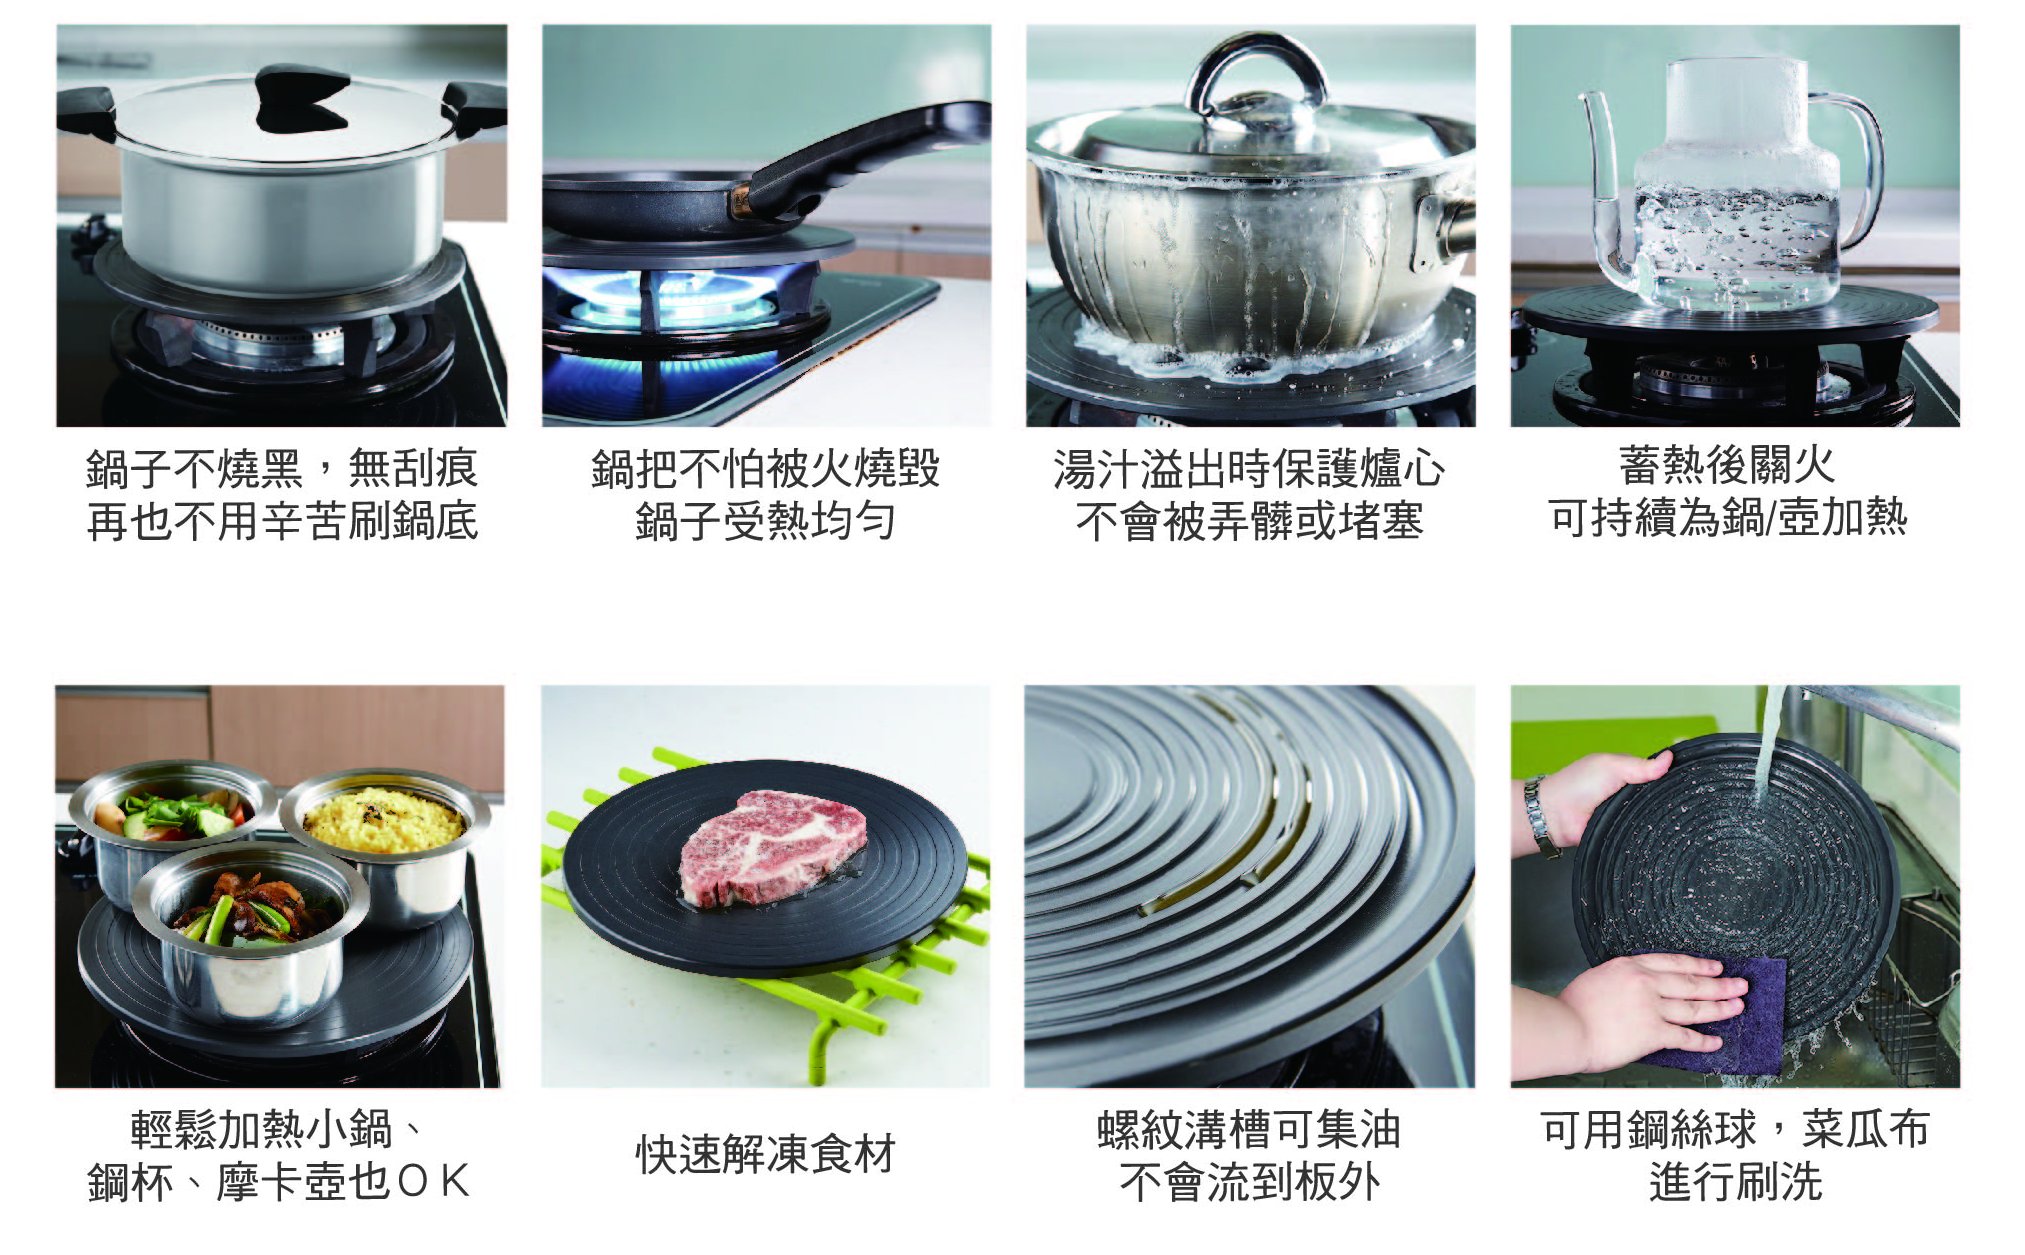 鍋子不燒黑，無刮痕
再也不用辛苦刷鍋底
鍋把不怕被火燒毀
鍋子受熱均勻
湯汁溢出時保護爐心
不會被弄髒或堵塞
蓄熱後關火
可持續為鍋/壺加熱
輕鬆加熱小鍋、
鋼杯、摩卡壺也ＯＫ
快速解凍食材
螺紋溝槽可集油
不會流到板外
可用鋼絲球，菜瓜布
進行刷洗